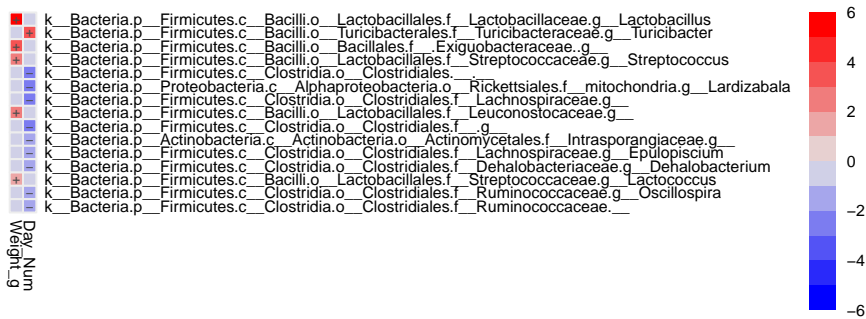 k__Bacteria.p__Firmicutes.c__Bacilli.o__Lactobacillales.f__Lactobacillaceae.g__Lactobacillus
k__Bacteria.p__Firmicutes.c__Bacilli.o__Turicibacterales.f__Turicibacteraceae.g__Turicibacter
k__Bacteria.p__Firmicutes.c__Bacilli.o__Bacillales.f__.Exiguobacteraceae..g__
k__Bacteria.p__Firmicutes.c__Bacilli.o__Lactobacillales.f__Streptococcaceae.g__Streptococcus
k__Bacteria.p__Firmicutes.c__Clostridia.o__Clostridiales.__.__
k__Bacteria.p__Proteobacteria.c__Alphaproteobacteria.o__Rickettsiales.f__mitochondria.g__Lardizabala
k__Bacteria.p__Firmicutes.c__Clostridia.o__Clostridiales.f__Lachnospiraceae.g__
k__Bacteria.p__Firmicutes.c__Bacilli.o__Lactobacillales.f__Leuconostocaceae.g__
k__Bacteria.p__Firmicutes.c__Clostridia.o__Clostridiales.f__.g__
k__Bacteria.p__Actinobacteria.c__Actinobacteria.o__Actinomycetales.f__Intrasporangiaceae.g__
k__Bacteria.p__Firmicutes.c__Clostridia.o__Clostridiales.f__Lachnospiraceae.g__Epulopiscium
k__Bacteria.p__Firmicutes.c__Clostridia.o__Clostridiales.f__Dehalobacteriaceae.g__Dehalobacterium
k__Bacteria.p__Firmicutes.c__Bacilli.o__Lactobacillales.f__Streptococcaceae.g__Lactococcus
k__Bacteria.p__Firmicutes.c__Clostridia.o__Clostridiales.f__Ruminococcaceae.g__Oscillospira
k__Bacteria.p__Firmicutes.c__Clostridia.o__Clostridiales.f__Ruminococcaceae.__
Weight_g
Day_Num
6
4
2
0
−2
−4
−6